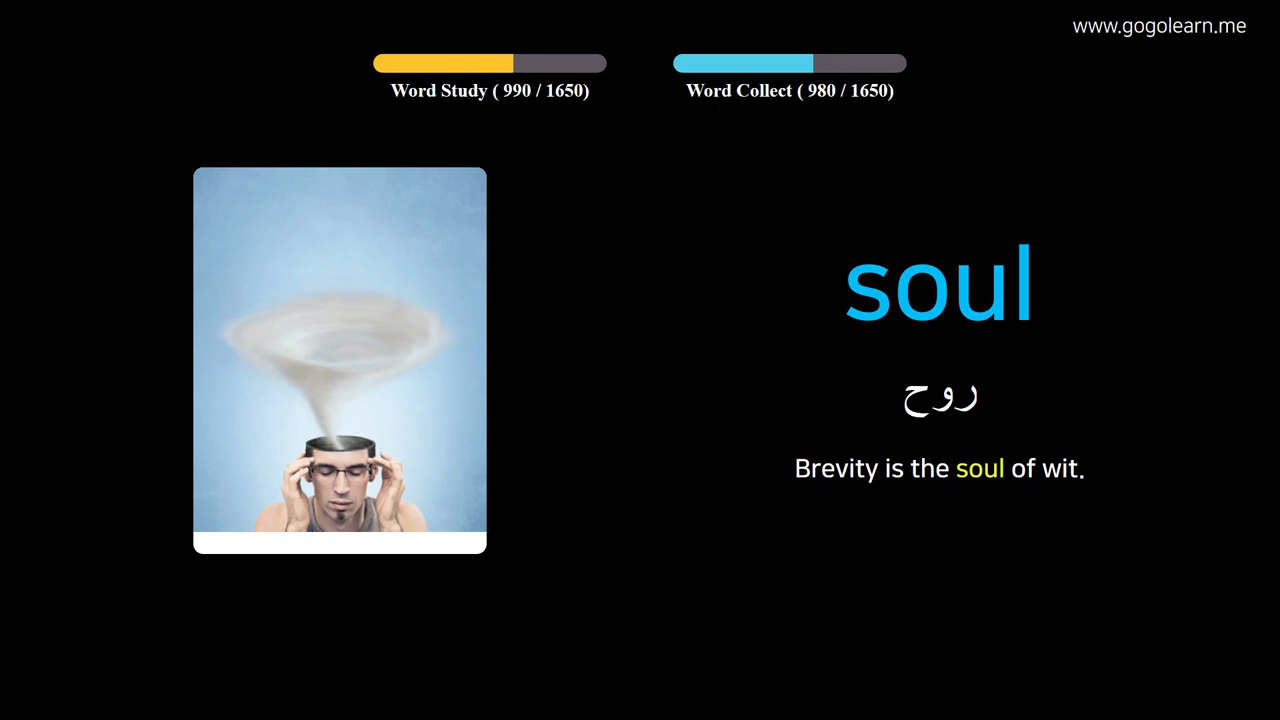 www.gogolearn.me
Word Study ( 990 / 1650)
Word Collect ( 980 / 1650)
soul
روح
Brevity is the soul of wit.